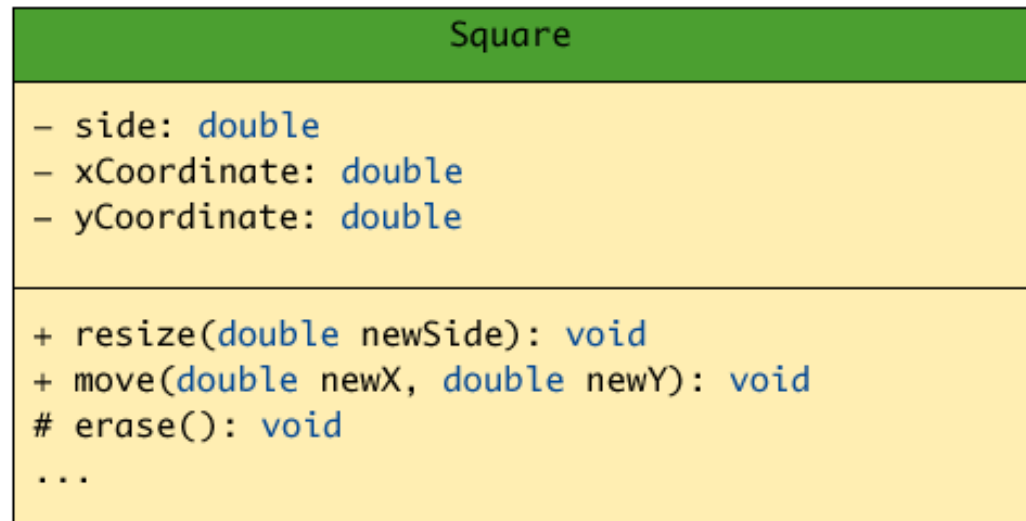 Square
– side: double
– xCoordinate: double
– yCoordinate: double
+ resize(double newSide): void
+ move(double newX, double newY): void
# erase(): void
...